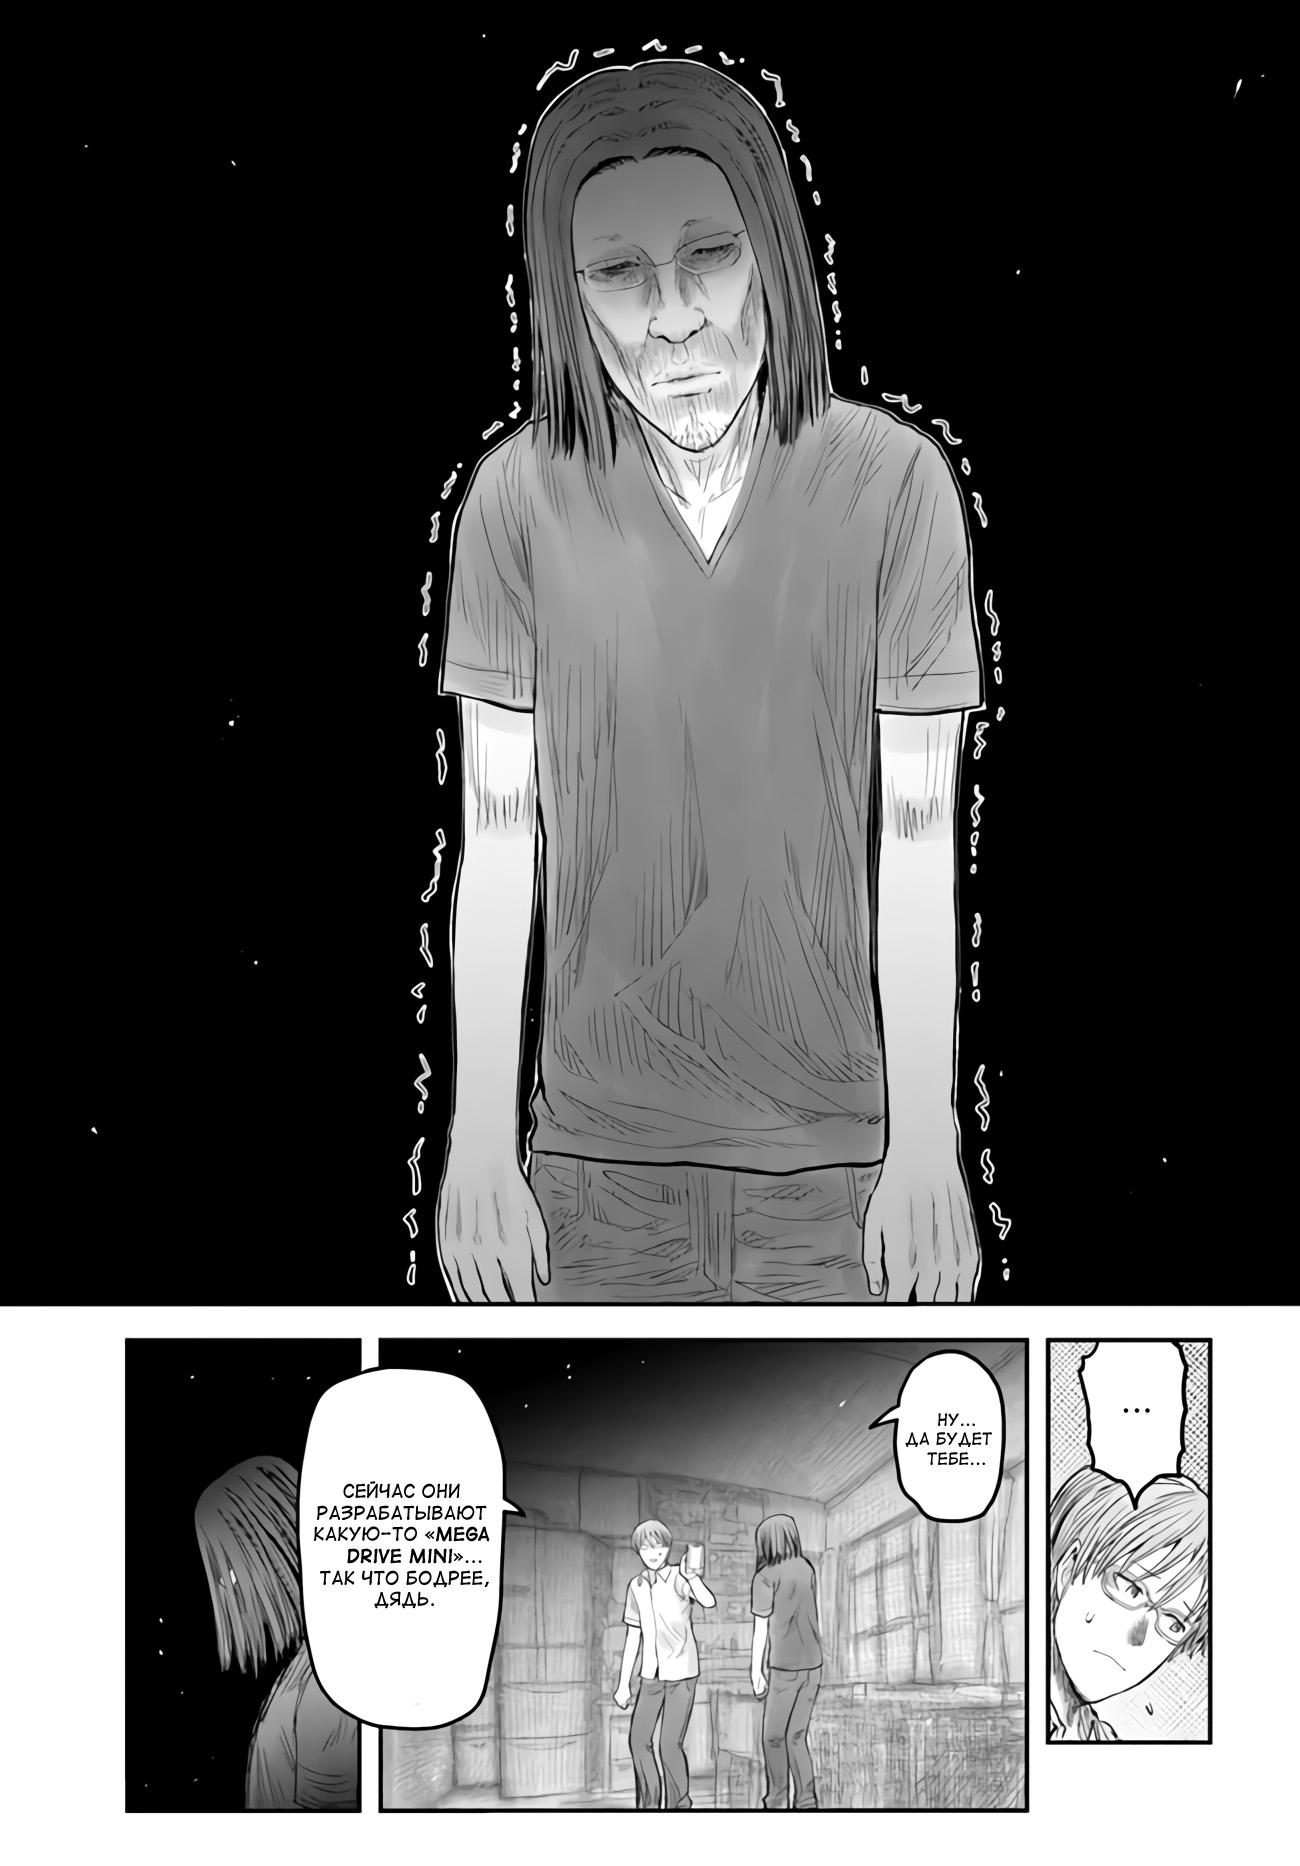 ...
НУ...
ДА БУДЕТ
ТЕБЕ...
СЕЙЧАС ОНИ
РАЗРАБАТЫВАЮТ
КАКУЮ-ТО «MEGA
DRIVE MINI»...
ТАК ЧТО БОДРЕЕ,
ДЯДЬ.